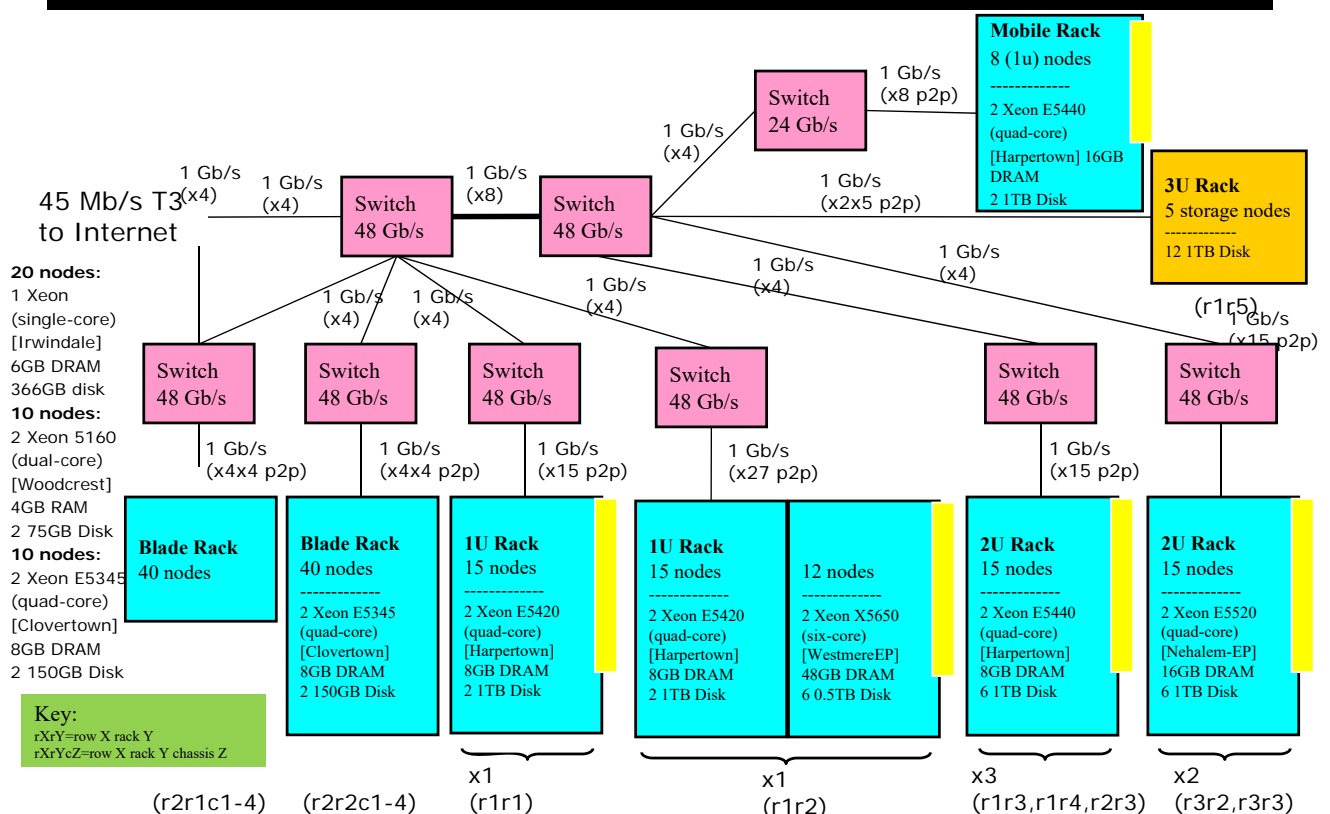 Mobile Rack
8 (1u) nodes
-------------
2 Xeon E5440
(quad-core)
[Harpertown] 16GB
DRAM
2 1TB Disk
1 Gb/s
(x8 p2p)
Switch
24 Gb/s
1 Gb/s
(x4)
3U Rack
5 storage nodes
-------------
12 1TB Disk
(r1r5)
1 Gb/s
(x2x5 p2p)
45 Mb/s T3
to Internet
1 Gb/s
(x4)
1 Gb/s
(x4)
Switch
48 Gb/s
1 Gb/s
(x8)
Switch
48 Gb/s
1 Gb/s
(x4)
1 Gb/s
(x4)
1 Gb/s
(x4)
1 Gb/s
(x4)
1 Gb/s
(x4)
1 Gb/s
(x15 p2p)
20 nodes:
1 Xeon
(single-core)
[Irwindale]
6GB DRAM
366GB disk
10 nodes:
2 Xeon 5160
(dual-core)
[Woodcrest]
4GB RAM
2 75GB Disk
10 nodes:
2 Xeon E5345
(quad-core)
[Clovertown]
8GB DRAM
2 150GB Disk
Switch
48 Gb/s
Switch
48 Gb/s
Switch
48 Gb/s
Switch
48 Gb/s
Switch
48 Gb/s
Switch
48 Gb/s
1 Gb/s
(x4x4 p2p)
1 Gb/s
(x4x4 p2p)
1 Gb/s
(x15 p2p)
1 Gb/s
(x27 p2p)
1 Gb/s
(x15 p2p)
Blade Rack
40 nodes
Blade Rack
40 nodes
-------------
2 Xeon E5345
(quad-core)
[Clovertown]
8GB DRAM
2 150GB Disk
1U Rack
15 nodes
-------------
2 Xeon E5420
(quad-core)
[Harpertown]
8GB DRAM
2 1TB Disk
1U Rack
15 nodes
-------------
2 Xeon E5420
(quad-core)
[Harpertown]
8GB DRAM
2 1TB Disk
12 nodes
-------------
2 Xeon X5650
(six-core)
[WestmereEP]
48GB DRAM
6 0.5TB Disk
2U Rack
15 nodes
-------------
2 Xeon E5440
(quad-core)
[Harpertown]
8GB DRAM
6 1TB Disk
2U Rack
15 nodes
-------------
2 Xeon E5520
(quad-core)
[Nehalem-EP]
16GB DRAM
6 1TB Disk
Key:
rXrY=row X rack Y
rXrYcZ=row X rack Y chassis Z
(r2r1c1-4)
(r2r2c1-4)
x1
(r1r1)
x1
(r1r2)
x3
(r1r3,r1r4,r2r3)
x2
(r3r2,r3r3)